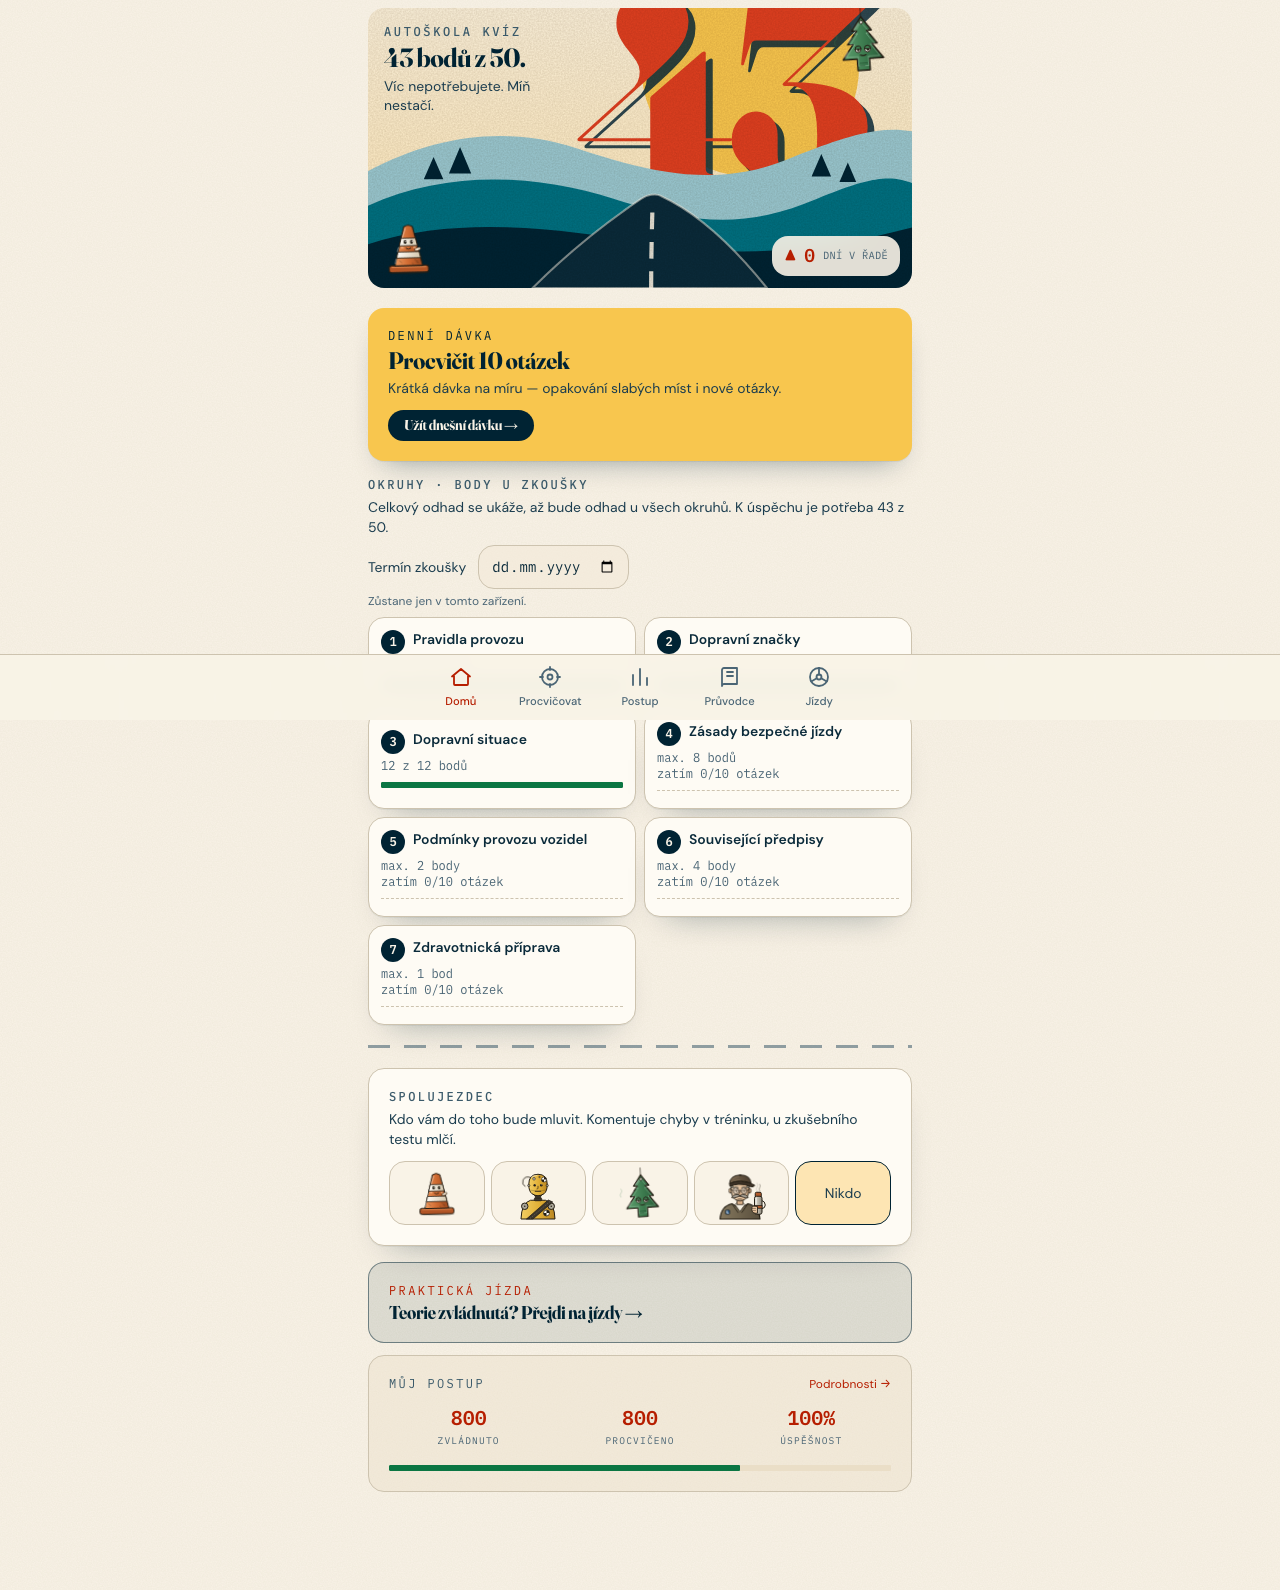 AUTOŠKOLA KVÍZ
43 bodů z 50.
Víc nepotřebujete. Míň
nestačí.
43
0 DNÍ V ŘADĚ
DENNÍ DÁVKA
Procvičit 10 otázek
Krátká dávka na míru — opakování slabých míst i nové otázky.
Užít dnešní dávku →
OKRUHY · BODY U ZKOUŠKY
Celkový odhad se ukáže, až bude odhad u všech okruhů. K úspěchu je potřeba 43 z
50.
Termín zkoušky dd.mm.yyyy
Zůstane jen v tomto zařízení.
1 Pravidla provozu
2 Dopravní značky
Domů
Procvičovat
Postup
Průvodce
Jízdy
3 Dopravní situace
12 z 12 bodů
4 Zásady bezpečné jízdy
max. 8 bodů
zatím 0/10 otázek
5 Podmínky provozu vozidel
max. 2 body
zatím 0/10 otázek
6 Související předpisy
max. 4 body
zatím 0/10 otázek
7 Zdravotnická příprava
max. 1 bod
zatím 0/10 otázek
SPOLUJEZDEC
Kdo vám do toho bude mluvit. Komentuje chyby v tréninku, u zkušebního
testu mlčí.
Nikdo
PRAKTICKÁ JÍZDA
Teorie zvládnutá? Přejdi na jízdy →
MŮJ POSTUP
Podrobnosti →
800
ZVLÁDNUTO
800
PROCVIČENO
100%
ÚSPĚŠNOST